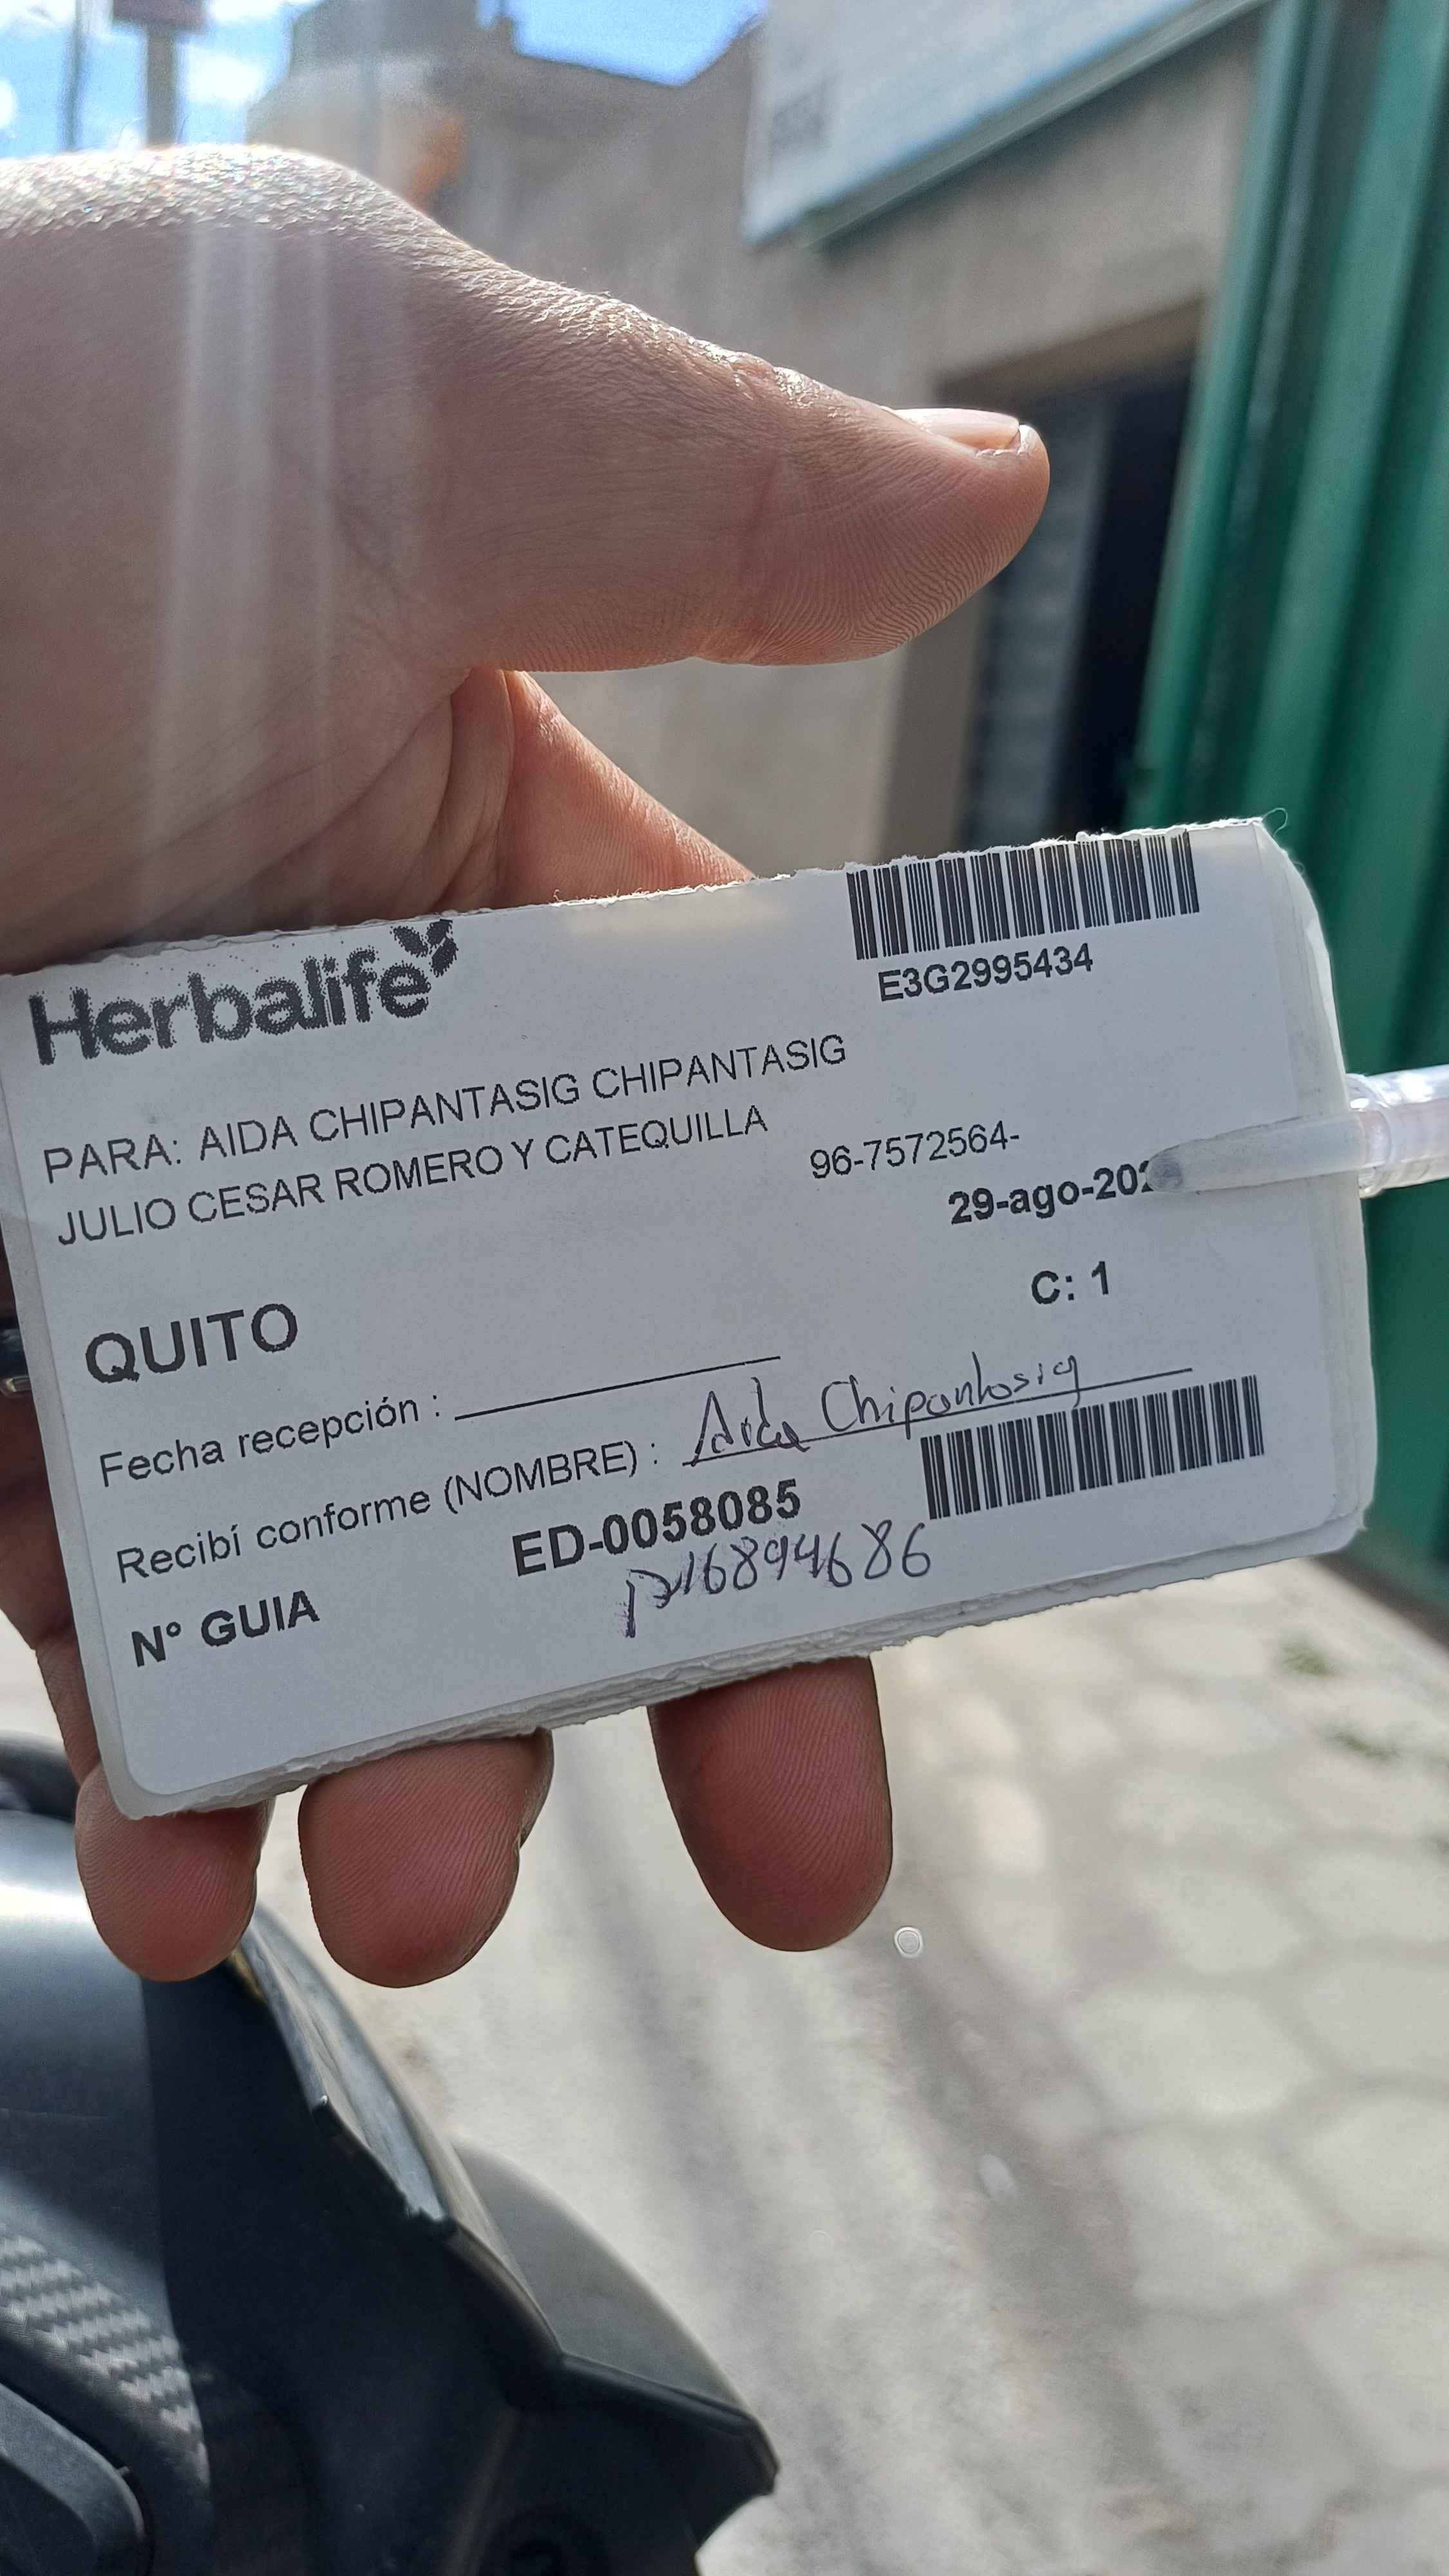 Herbalife
E3G2995434
PARA: AIDA CHIPANTASIG CHIPANTASIG
JULIO CESAR ROMERO Y CATEQUILLA
96-7572564-
29-ago-202
QUITO
C: 1
Fecha recepción :
Recibí conforme (NOMBRE) : Aida Chipantasig
Nº GUIA ED-0058085